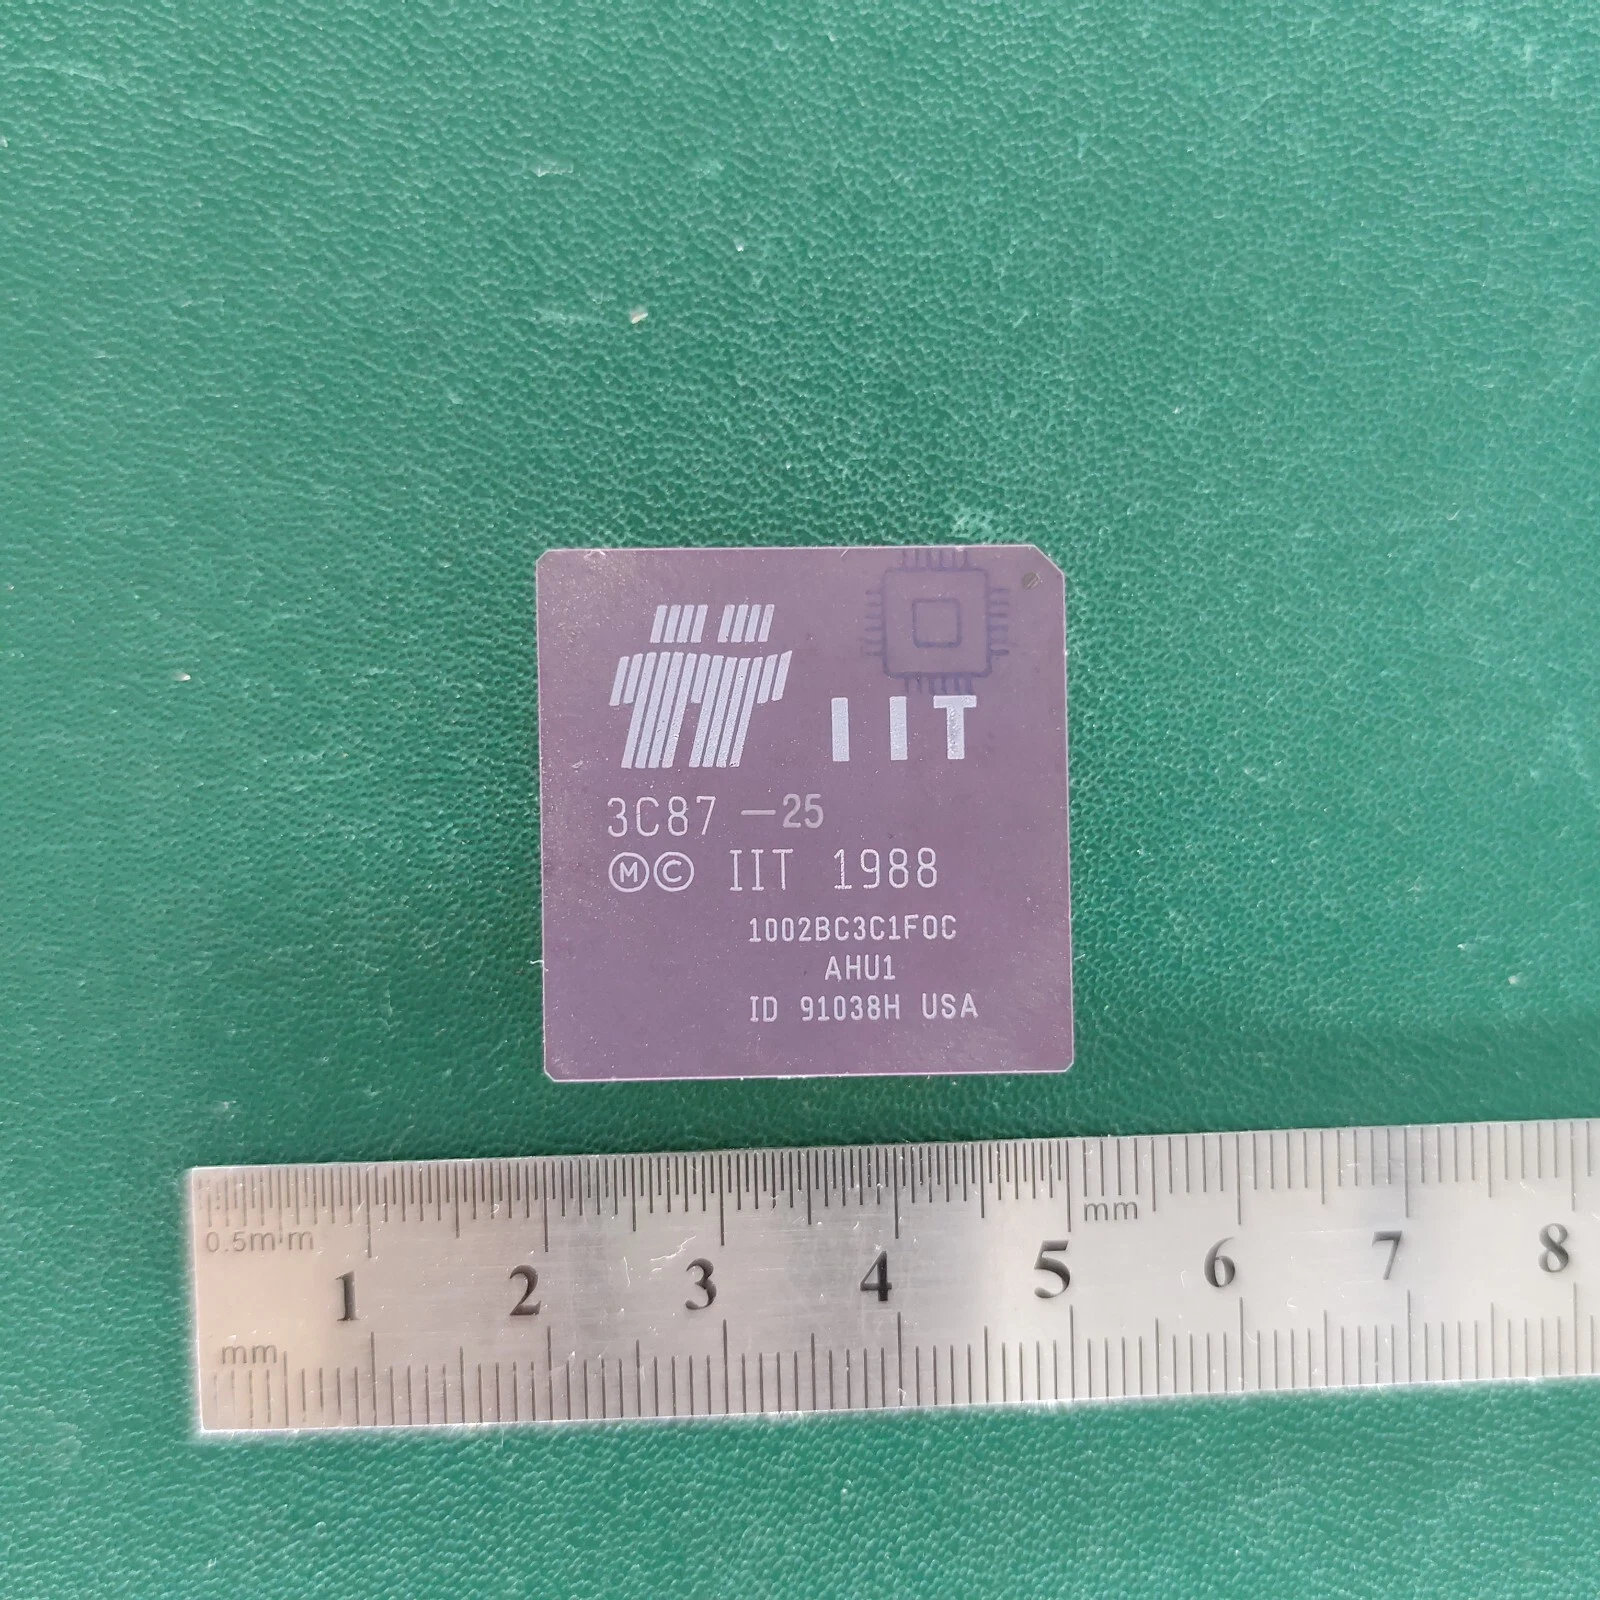 IIT
3C87 -25
Ⓜ© IIT 1988
1002BC3C1F0C
AHU1
ID 91038H USA
0.5mm
mm
1 2 3 4 5 6 7 8
mm